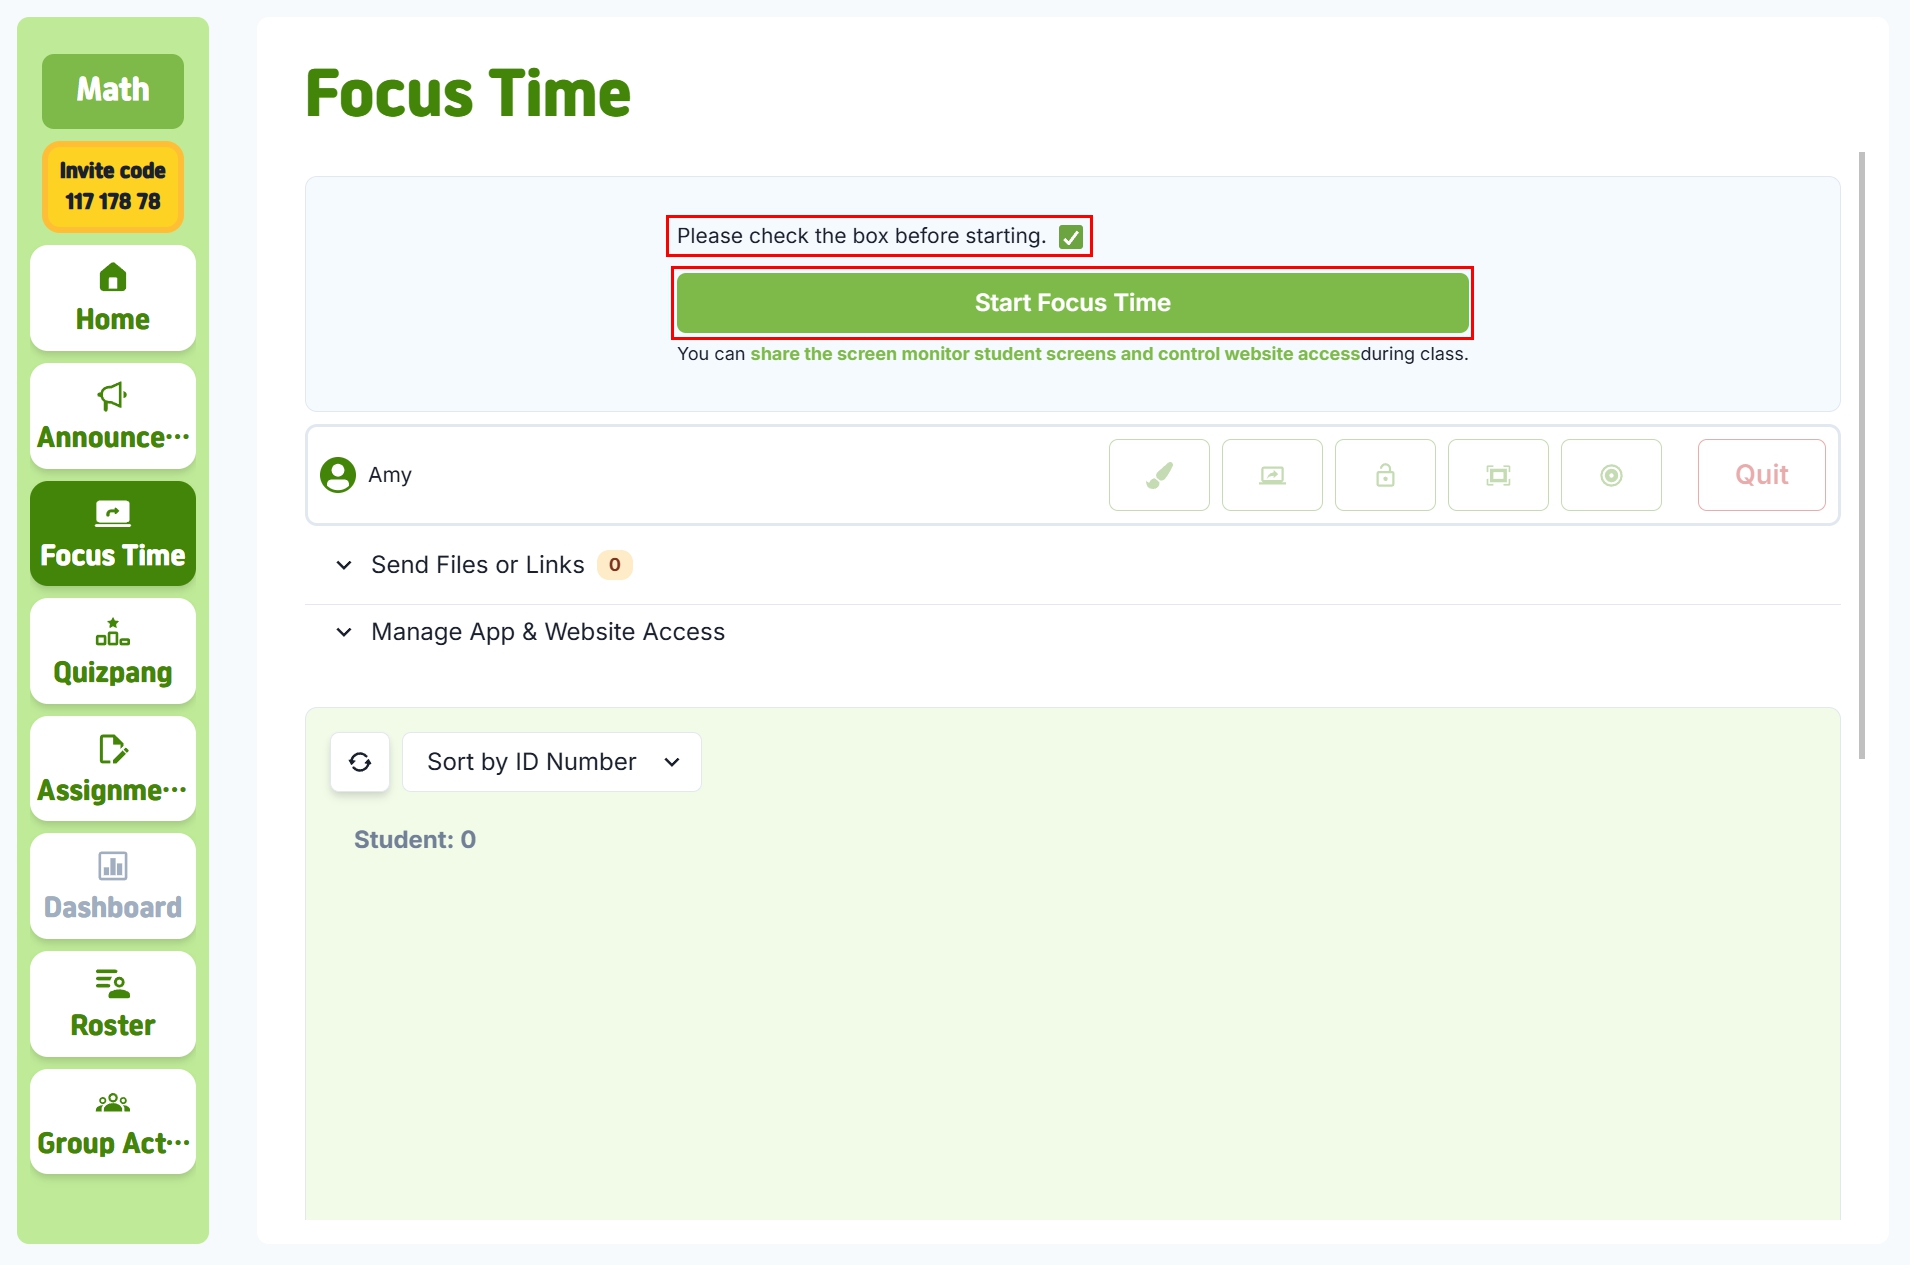 Math
Invite code
117 178 78
Home
Announce···
Focus Time
Quizpang
Assignme···
Dashboard
Roster
Group Act···
Focus Time
Please check the box before starting.
Start Focus Time
You can share the screen monitor student screens and control website accessduring class.
Amy
Quit
Send Files or Links 0
Manage App & Website Access
Sort by ID Number
Student: 0